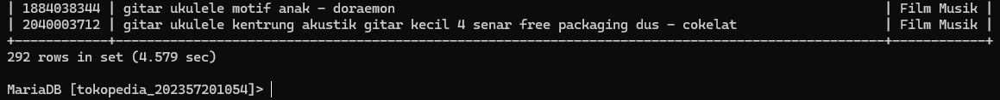 | 1884038344 | gitar ukulele motif anak - doraemon | Film Musik |
| 2040003712 | gitar ukulele kentrung akustik gitar kecil 4 senar free packaging dus - cokelat | Film Musik |
+------------+--------------------------------------------------------------------------------------------------+------------+
292 rows in set (4.579 sec)
MariaDB [tokopedia_202357201054]>